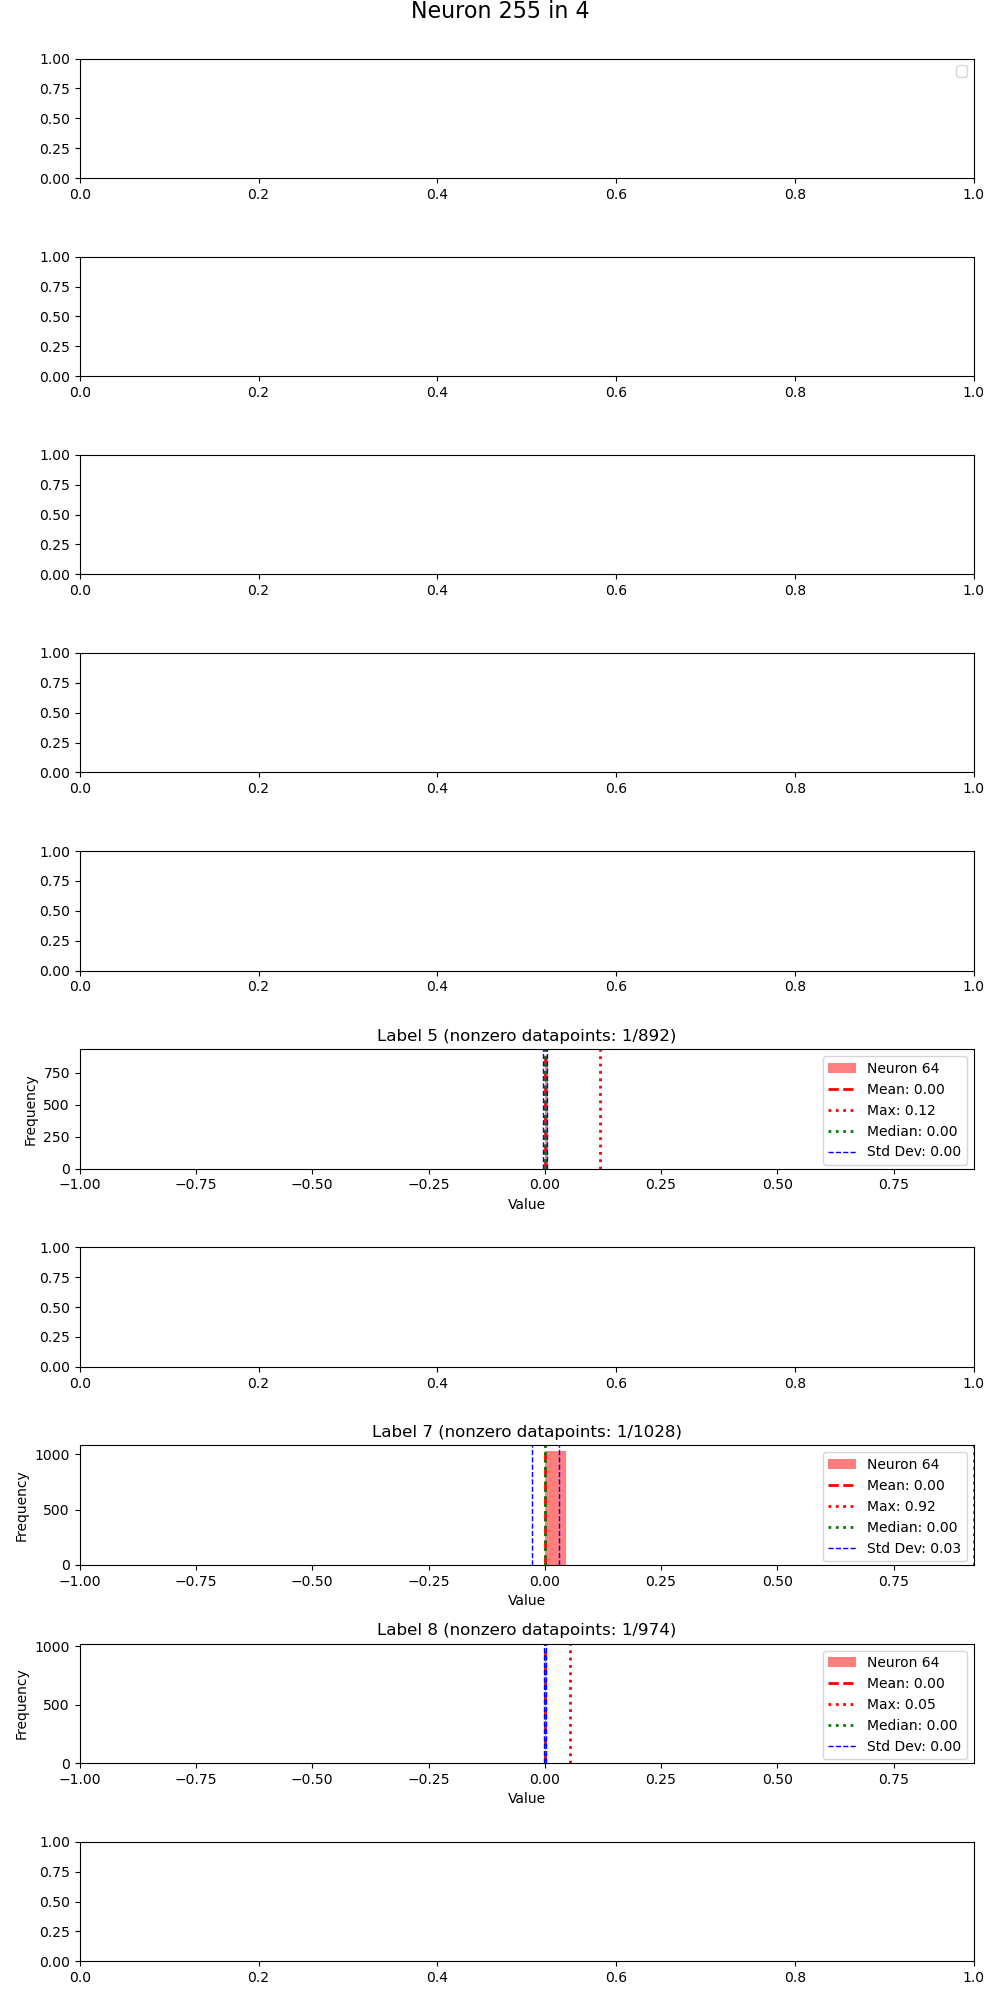 Neuron 255 in 4
1.00
0.75
0.50
0.25
0.00
0.0 0.2 0.4 0.6 0.8 1.0
1.00
0.75
0.50
0.25
0.00
0.0 0.2 0.4 0.6 0.8 1.0
1.00
0.75
0.50
0.25
0.00
0.0 0.2 0.4 0.6 0.8 1.0
1.00
0.75
0.50
0.25
0.00
0.0 0.2 0.4 0.6 0.8 1.0
1.00
0.75
0.50
0.25
0.00
0.0 0.2 0.4 0.6 0.8 1.0
Label 5 (nonzero datapoints: 1/892)
Frequency
750
500
250
0
Neuron 64
Mean: 0.00
Max: 0.12
Median: 0.00
Std Dev: 0.00
−1.00 −0.75 −0.50 −0.25 0.00 0.25 0.50 0.75
Value
1.00
0.75
0.50
0.25
0.00
0.0 0.2 0.4 0.6 0.8 1.0
Label 7 (nonzero datapoints: 1/1028)
Frequency
1000
500
0
Neuron 64
Mean: 0.00
Max: 0.92
Median: 0.00
Std Dev: 0.03
−1.00 −0.75 −0.50 −0.25 0.00 0.25 0.50 0.75
Value
Label 8 (nonzero datapoints: 1/974)
Frequency
1000
500
0
Neuron 64
Mean: 0.00
Max: 0.05
Median: 0.00
Std Dev: 0.00
−1.00 −0.75 −0.50 −0.25 0.00 0.25 0.50 0.75
Value
1.00
0.75
0.50
0.25
0.00
0.0 0.2 0.4 0.6 0.8 1.0